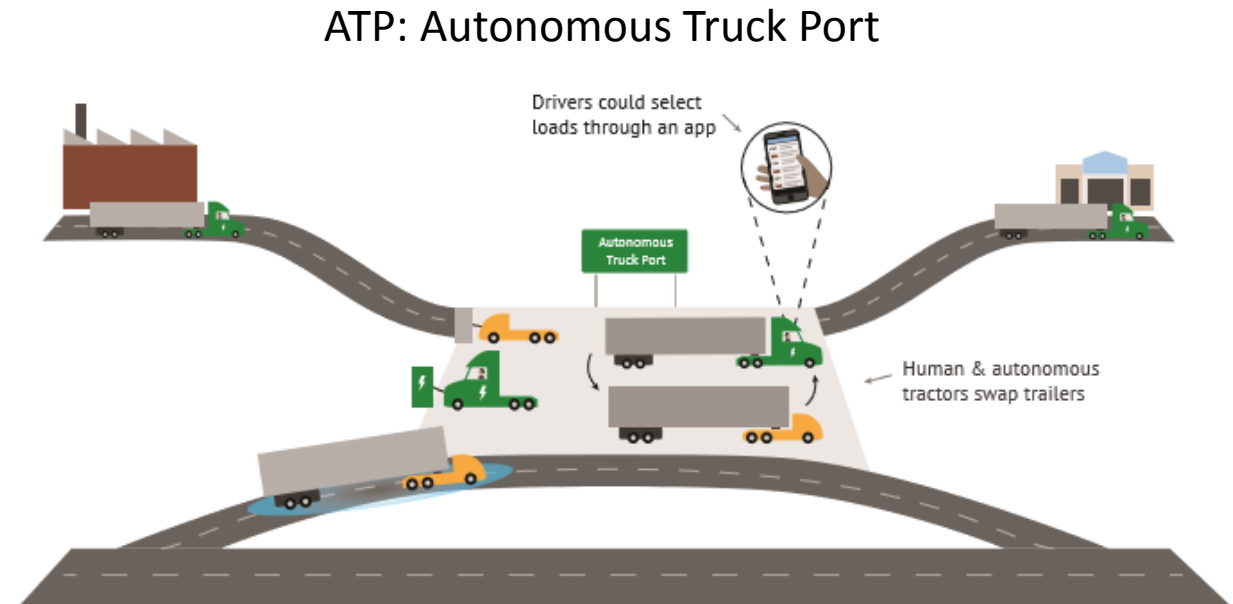 ATP: Autonomous Truck Port
Drivers could select
loads through an app
Autonomous
Truck Port
Human & autonomous
tractors swap trailers